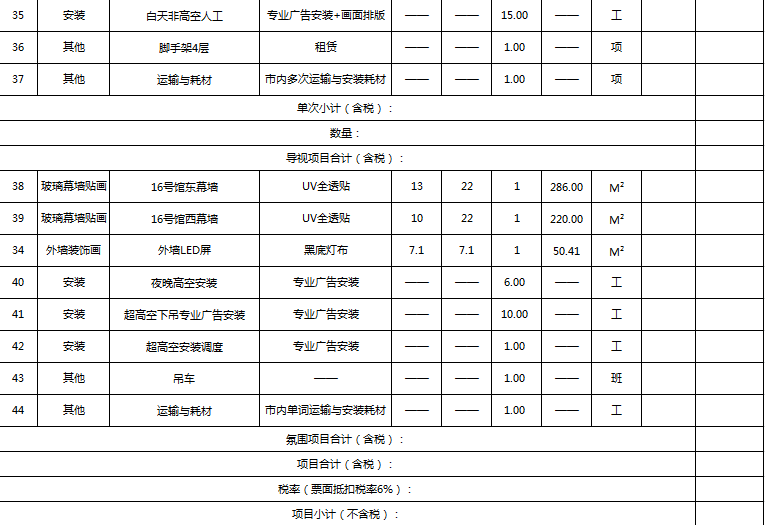 35 安装 白天非高空人工 专业广告安装+画面排版 —— —— 15.00 —— 工
36 其他 脚手架4层 租赁 —— —— 1.00 —— 项
37 其他 运输与耗材 市内多次运输与安装耗材 —— —— 1.00 —— 项
单次小计（含税）:
数量:
导视项目合计（含税）:
38 玻璃幕墙贴画 16号馆东幕墙 UV全透贴 13 22 1 286.00 M²
39 玻璃幕墙贴画 16号馆西幕墙 UV全透贴 10 22 1 220.00 M²
34 外墙装饰画 外墙LED屏 黑底灯布 7.1 7.1 1 50.41 M²
40 安装 夜晚高空安装 专业广告安装 —— —— 6.00 —— 工
41 安装 超高空下吊专业广告安装 专业广告安装 —— —— 10.00 —— 工
42 安装 超高空安装调度 专业广告安装 —— —— 1.00 —— 工
43 其他 吊车 —— —— —— 1.00 —— 班
44 其他 运输与耗材 市内单词运输与安装耗材 —— —— 1.00 —— 工
氛围项目合计（含税）:
项目合计（含税）:
税率（票面抵扣税率6%）:
项目小计（不含税）: